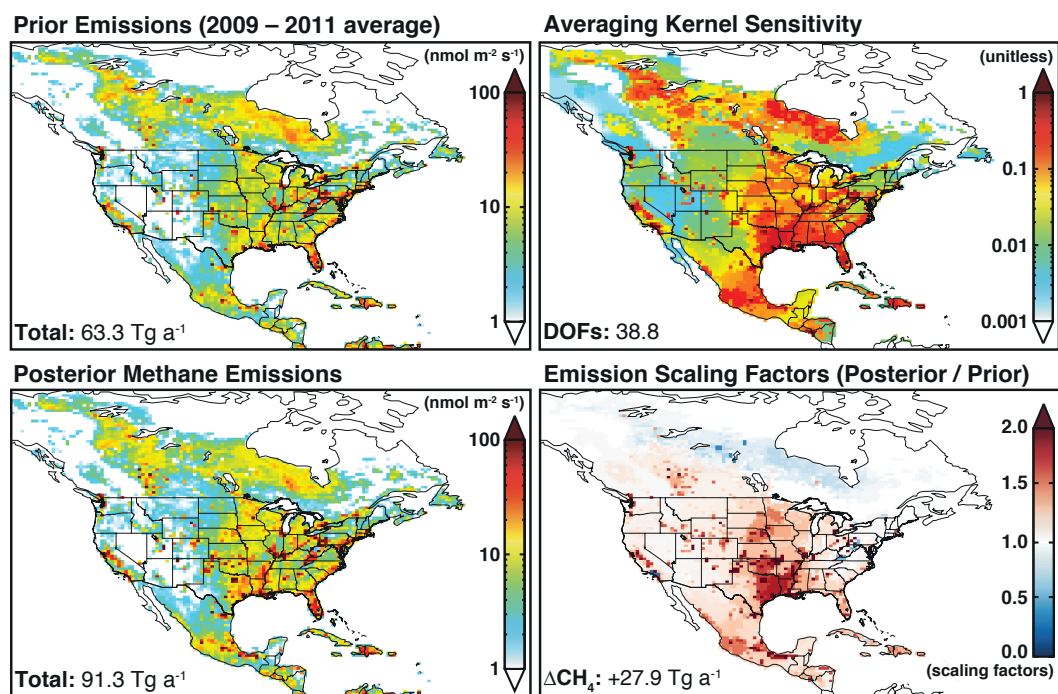 Prior Emissions (2009 – 2011 average)
(nmol m⁻² s⁻¹)
100
10
1
Total: 63.3 Tg a⁻¹
Averaging Kernel Sensitivity
(unitless)
1
0.1
0.01
0.001
DOFs: 38.8
Posterior Methane Emissions
(nmol m⁻² s⁻¹)
100
10
1
Total: 91.3 Tg a⁻¹
Emission Scaling Factors (Posterior / Prior)
2.0
1.5
1.0
0.5
0.0
(scaling factors)
ΔCH₄: +27.9 Tg a⁻¹